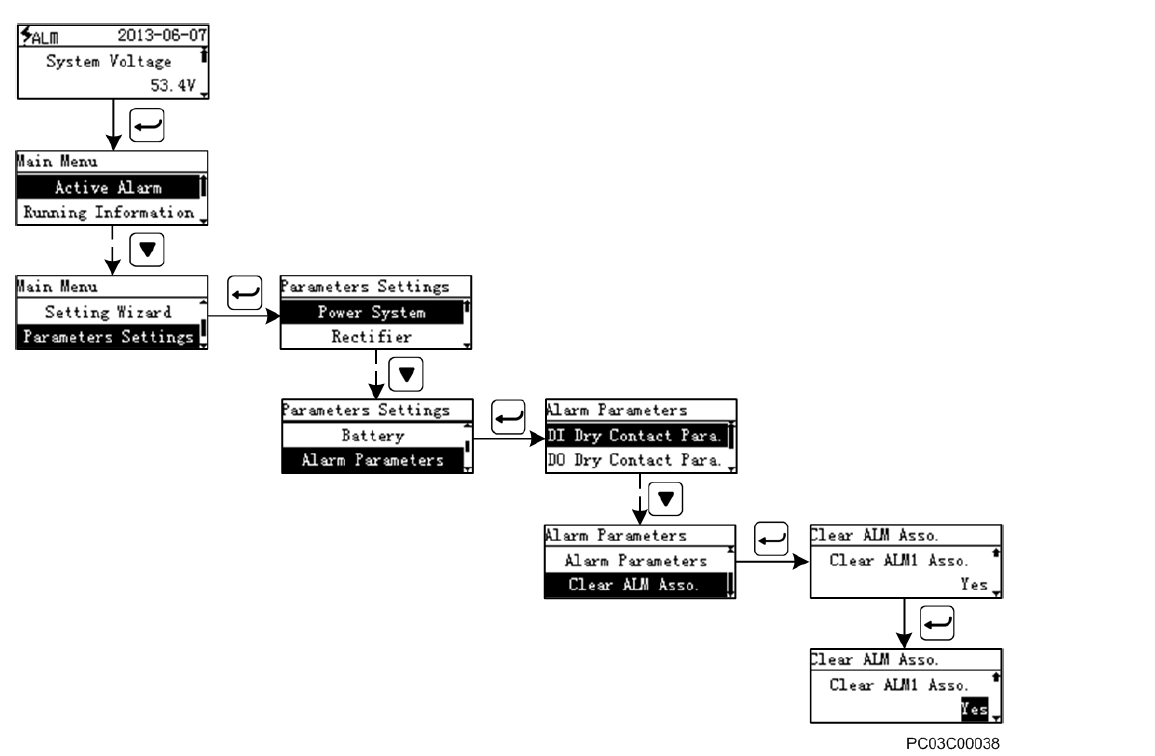 ALM 2013-06-07
System Voltage
53.4V
Main Menu
Active Alarm
Running Information
Main Menu
Setting Wizard
Parameters Settings
Parameters Settings
Power System
Rectifier
Parameters Settings
Battery
Alarm Parameters
Alarm Parameters
DI Dry Contact Para.
DO Dry Contact Para.
Alarm Parameters
Alarm Parameters
Clear ALM Asso.
Clear ALM Asso.
Clear ALM1 Asso.
Yes
Clear ALM Asso.
Clear ALM1 Asso.
Yes
PC03C00038